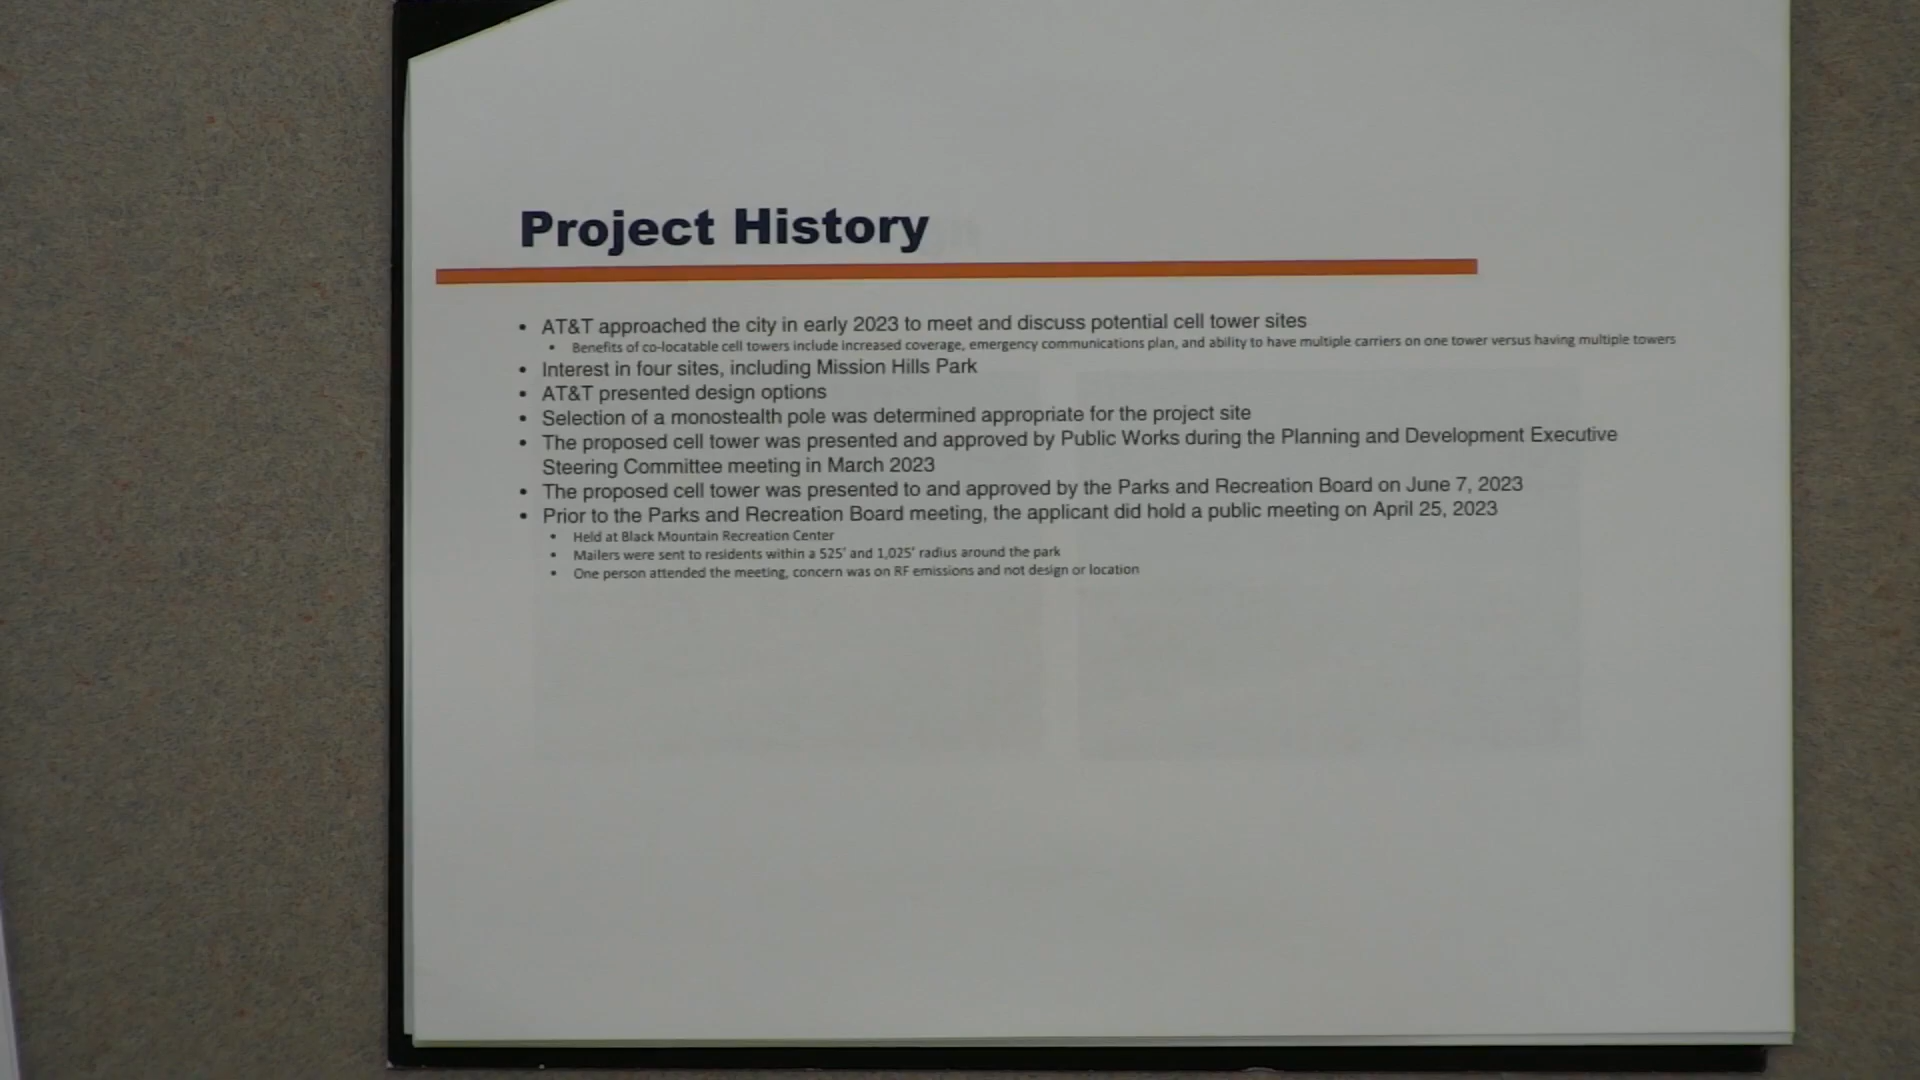 Project History
• AT&T approached the city in early 2023 to meet and discuss potential cell tower sites
• Benefits of co-locatable cell towers include increased coverage, emergency communications plan, and ability to have multiple carriers on one tower versus having multiple towers
• Interest in four sites, including Mission Hills Park
• AT&T presented design options
• Selection of a monostealth pole was determined appropriate for the project site
• The proposed cell tower was presented and approved by Public Works during the Planning and Development Executive
Steering Committee meeting in March 2023
• The proposed cell tower was presented to and approved by the Parks and Recreation Board on June 7, 2023
• Prior to the Parks and Recreation Board meeting, the applicant did hold a public meeting on April 25, 2023
• Held at Black Mountain Recreation Center
• Mailers were sent to residents within a 525' and 1,025' radius around the park
• One person attended the meeting, concern was on RF emissions and not design or location